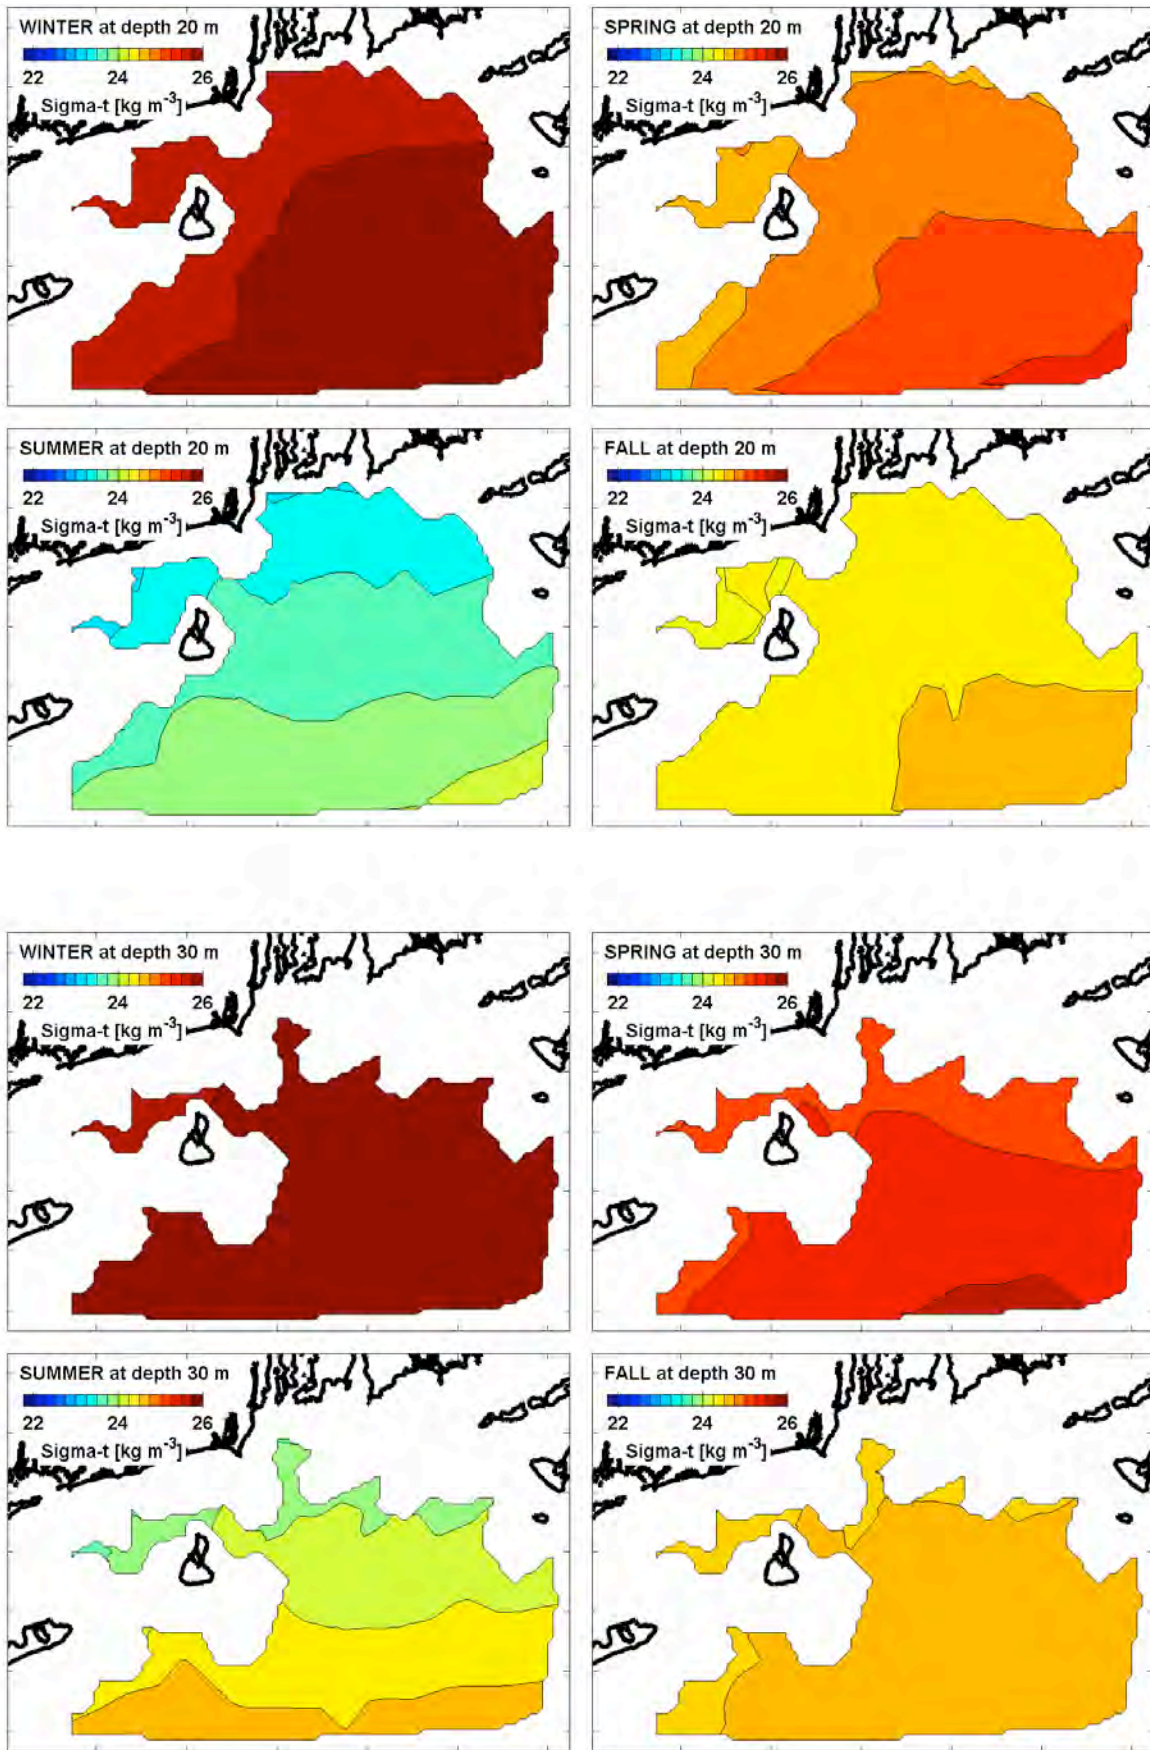 WINTER at depth 20 m
22 24 26
Sigma-t [kg m⁻³]
SPRING at depth 20 m
22 24 26
Sigma-t [kg m⁻³]
SUMMER at depth 20 m
22 24 26
Sigma-t [kg m⁻³]
FALL at depth 20 m
22 24 26
Sigma-t [kg m⁻³]
WINTER at depth 30 m
22 24 26
Sigma-t [kg m⁻³]
SPRING at depth 30 m
22 24 26
Sigma-t [kg m⁻³]
SUMMER at depth 30 m
22 24 26
Sigma-t [kg m⁻³]
FALL at depth 30 m
22 24 26
Sigma-t [kg m⁻³]